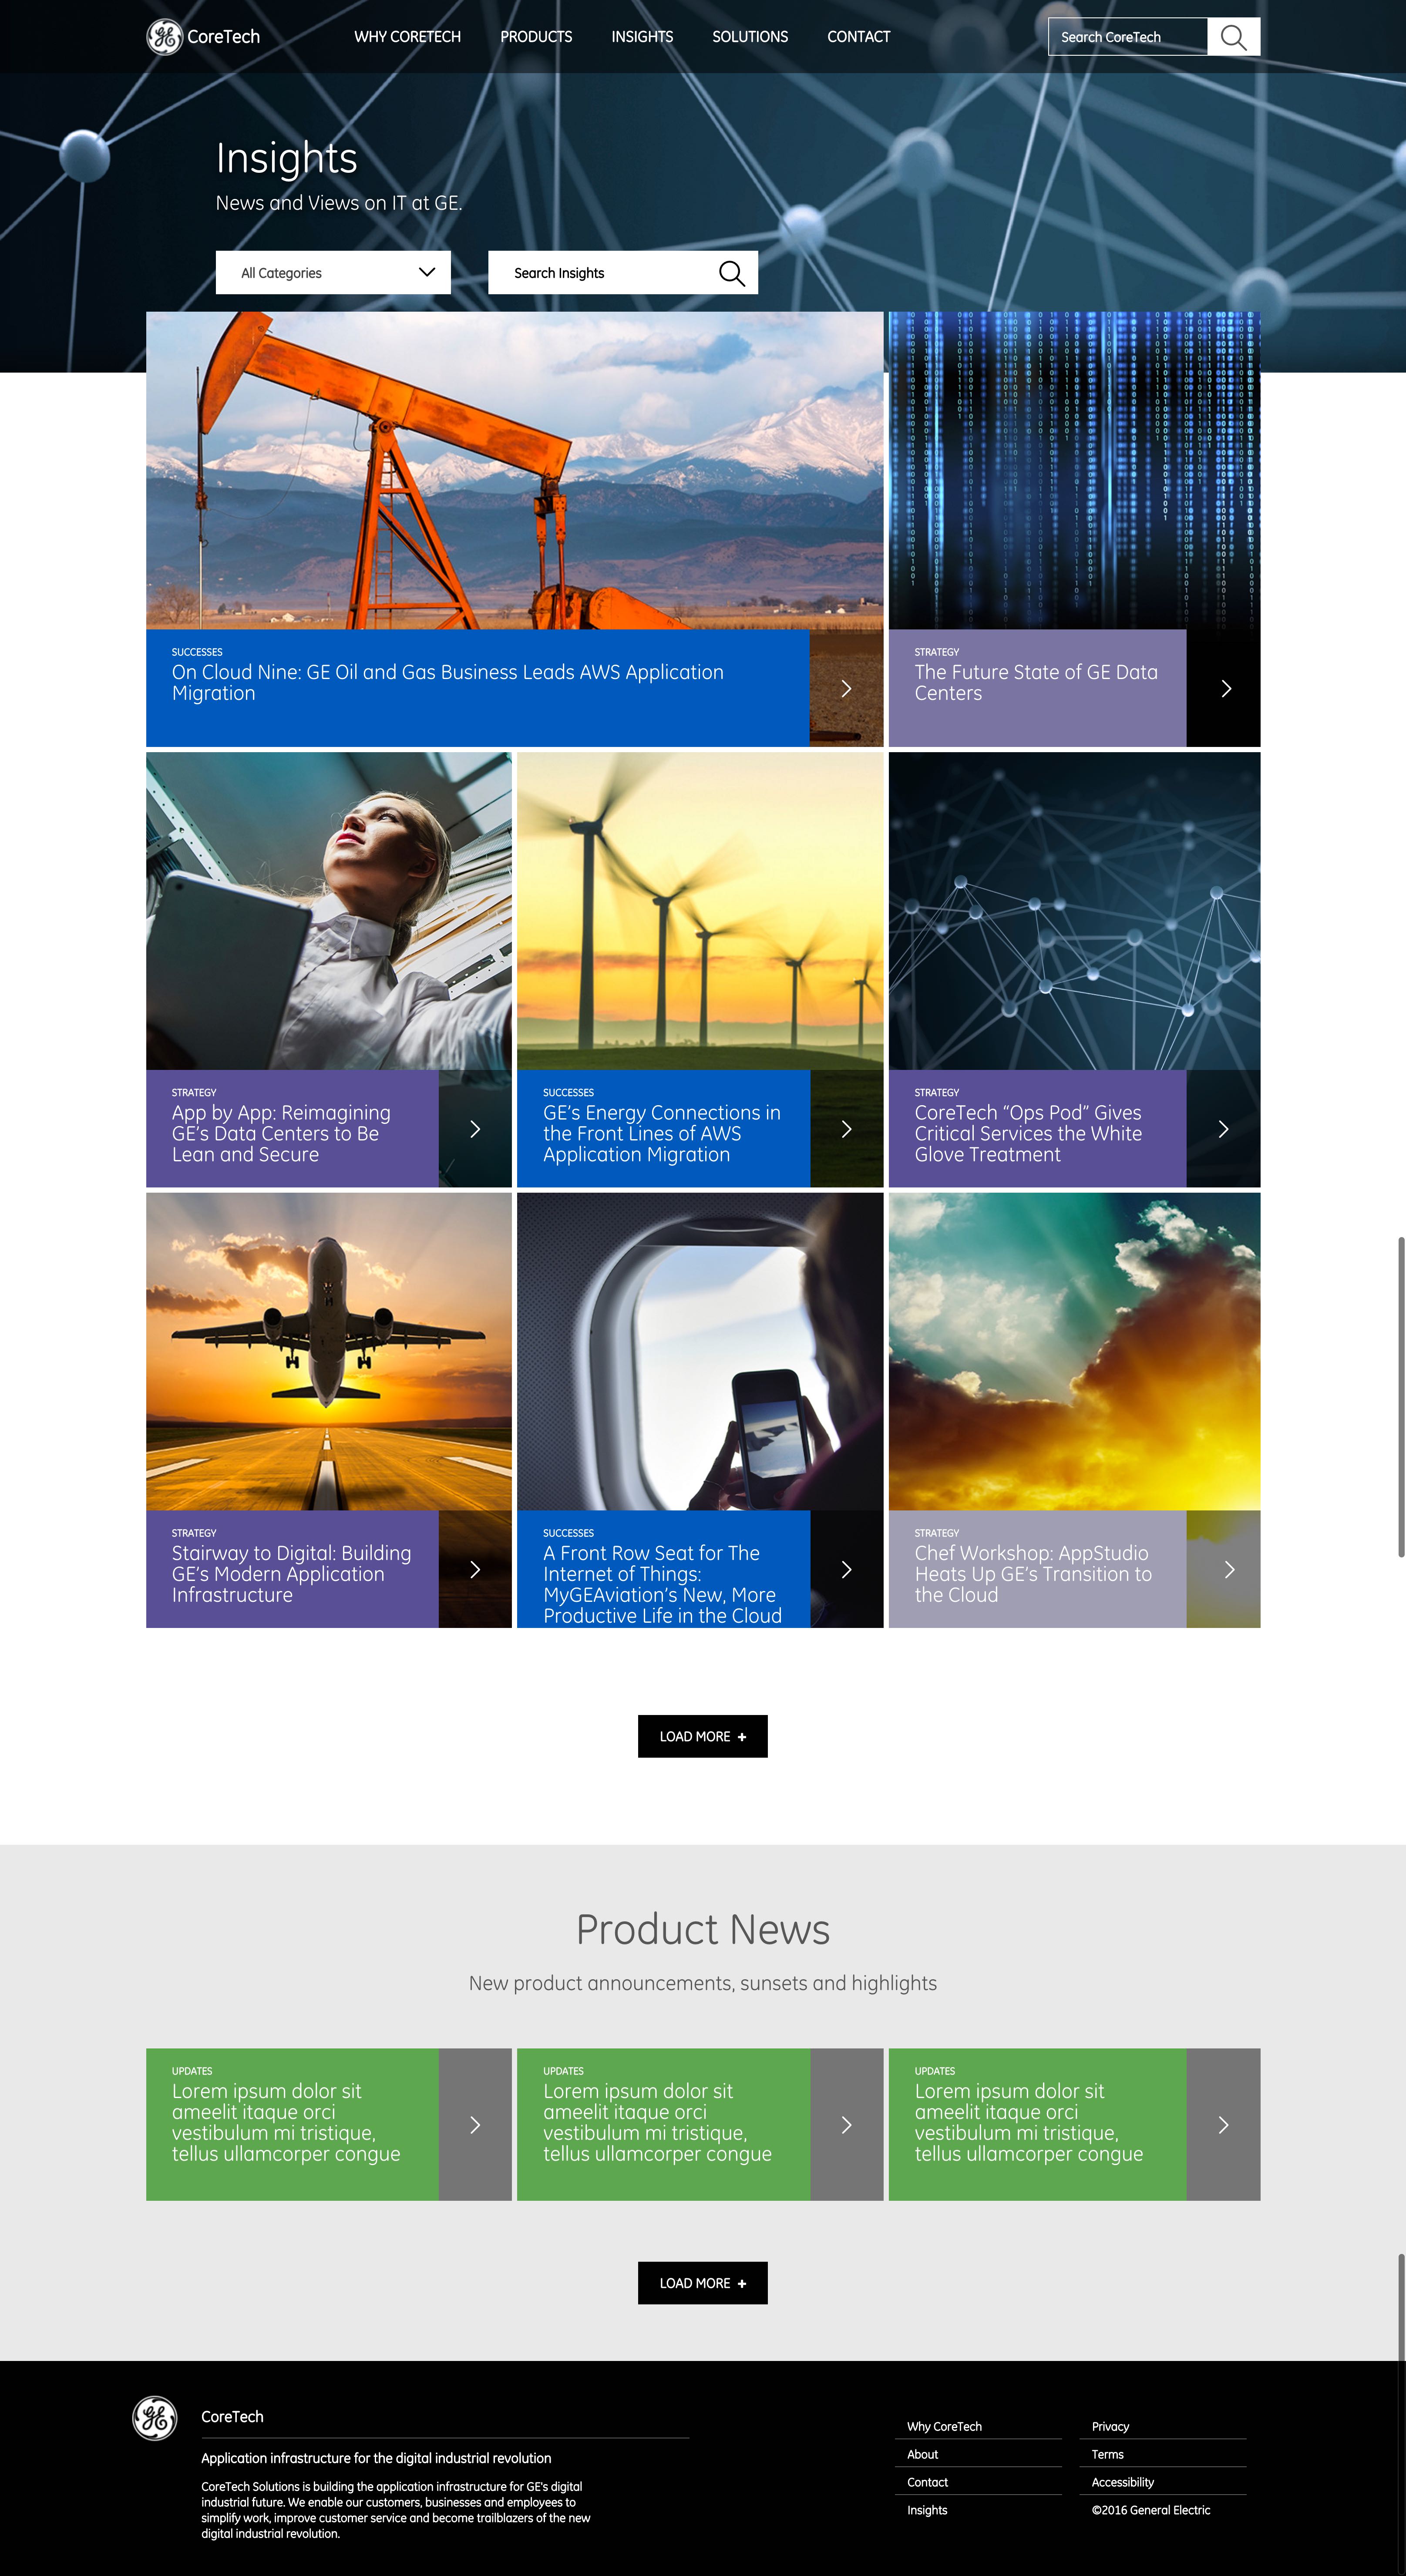 CoreTech
WHY CORETECH
PRODUCTS
INSIGHTS
SOLUTIONS
CONTACT
Search CoreTech
Insights
News and Views on IT at GE.
All Categories
Search Insights
SUCCESSES
On Cloud Nine: GE Oil and Gas Business Leads AWS Application
Migration
STRATEGY
The Future State of GE Data
Centers
STRATEGY
App by App: Reimagining
GE's Data Centers to Be
Lean and Secure
SUCCESSES
GE's Energy Connections in
the Front Lines of AWS
Application Migration
STRATEGY
CoreTech “Ops Pod” Gives
Critical Services the White
Glove Treatment
STRATEGY
Stairway to Digital: Building
GE's Modern Application
Infrastructure
SUCCESSES
A Front Row Seat for The
Internet of Things:
MyGEAviation's New, More
Productive Life in the Cloud
STRATEGY
Chef Workshop: AppStudio
Heats Up GE's Transition to
the Cloud
LOAD MORE +
Product News
New product announcements, sunsets and highlights
UPDATES
Lorem ipsum dolor sit
ameelit itaque orci
vestibulum mi tristique,
tellus ullamcorper congue
UPDATES
Lorem ipsum dolor sit
ameelit itaque orci
vestibulum mi tristique,
tellus ullamcorper congue
UPDATES
Lorem ipsum dolor sit
ameelit itaque orci
vestibulum mi tristique,
tellus ullamcorper congue
LOAD MORE +
GE
CoreTech
Application infrastructure for the digital industrial revolution
CoreTech Solutions is building the application infrastructure for GE's digital
industrial future. We enable our customers, businesses and employees to
simplify work, improve customer service and become trailblazers of the new
digital industrial revolution.
Why CoreTech
About
Contact
Insights
Privacy
Terms
Accessibility
©2016 General Electric